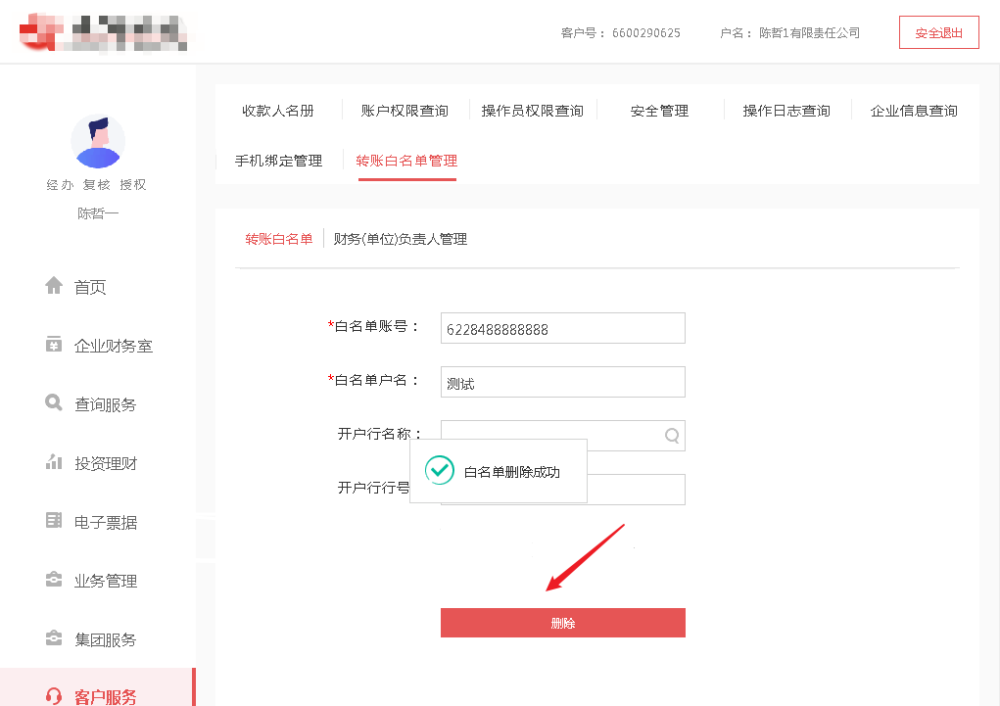 客户号： 6600290625 户名： 陈哲1有限责任公司 安全退出
收款人名册 账户权限查询 操作员权限查询 安全管理 操作日志查询 企业信息查询
手机绑定管理 转账白名单管理
经办 复核 授权
陈哲一
转账白名单 财务(单位)负责人管理
首页
企业财务室
查询服务
投资理财
电子票据
业务管理
集团服务
客户服务
*白名单账号： 6228488888888
*白名单户名： 测试
开户行名称：
开户行行号
白名单删除成功
删除